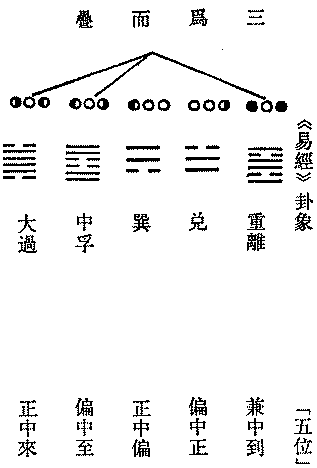 疊而爲三
《易經》卦象
重離
兑
巽
中孚
大過
「五位」
兼中到
偏中正
正中偏
偏中至
正中來